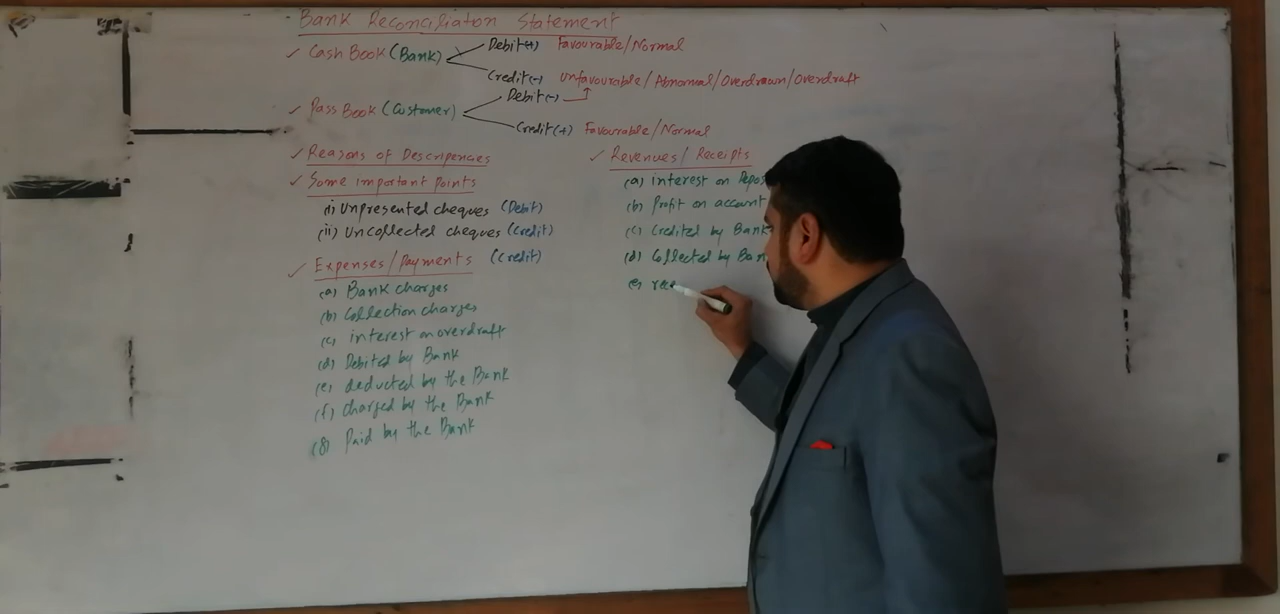 Bank Reconciliation Statement
✓ Cash Book (Bank) Debit(+) Favourable/Normal
Credit(-) Unfavourable/Abnormal/Overdrawn/Overdraft
✓ Pass Book (Customer) Debit(-)
Credit(+) Favourable/Normal
✓ Reasons of Descripencies
✓ Some important Points
(i) Unpresented cheques (Debit)
(ii) Uncollected cheques (Credit)
✓ Expenses/Payments (Credit)
(a) Bank charges
(b) Collection charges
(c) interest on overdraft
(d) Debited by Bank
(e) deducted by the Bank
(f) charged by the Bank
(g) Paid by the Bank
✓ Revenues/Receipts
(a) interest on Depos
(b) Profit on account
(c) Credited by Bank
(d) Collected by Ban
(e) rece